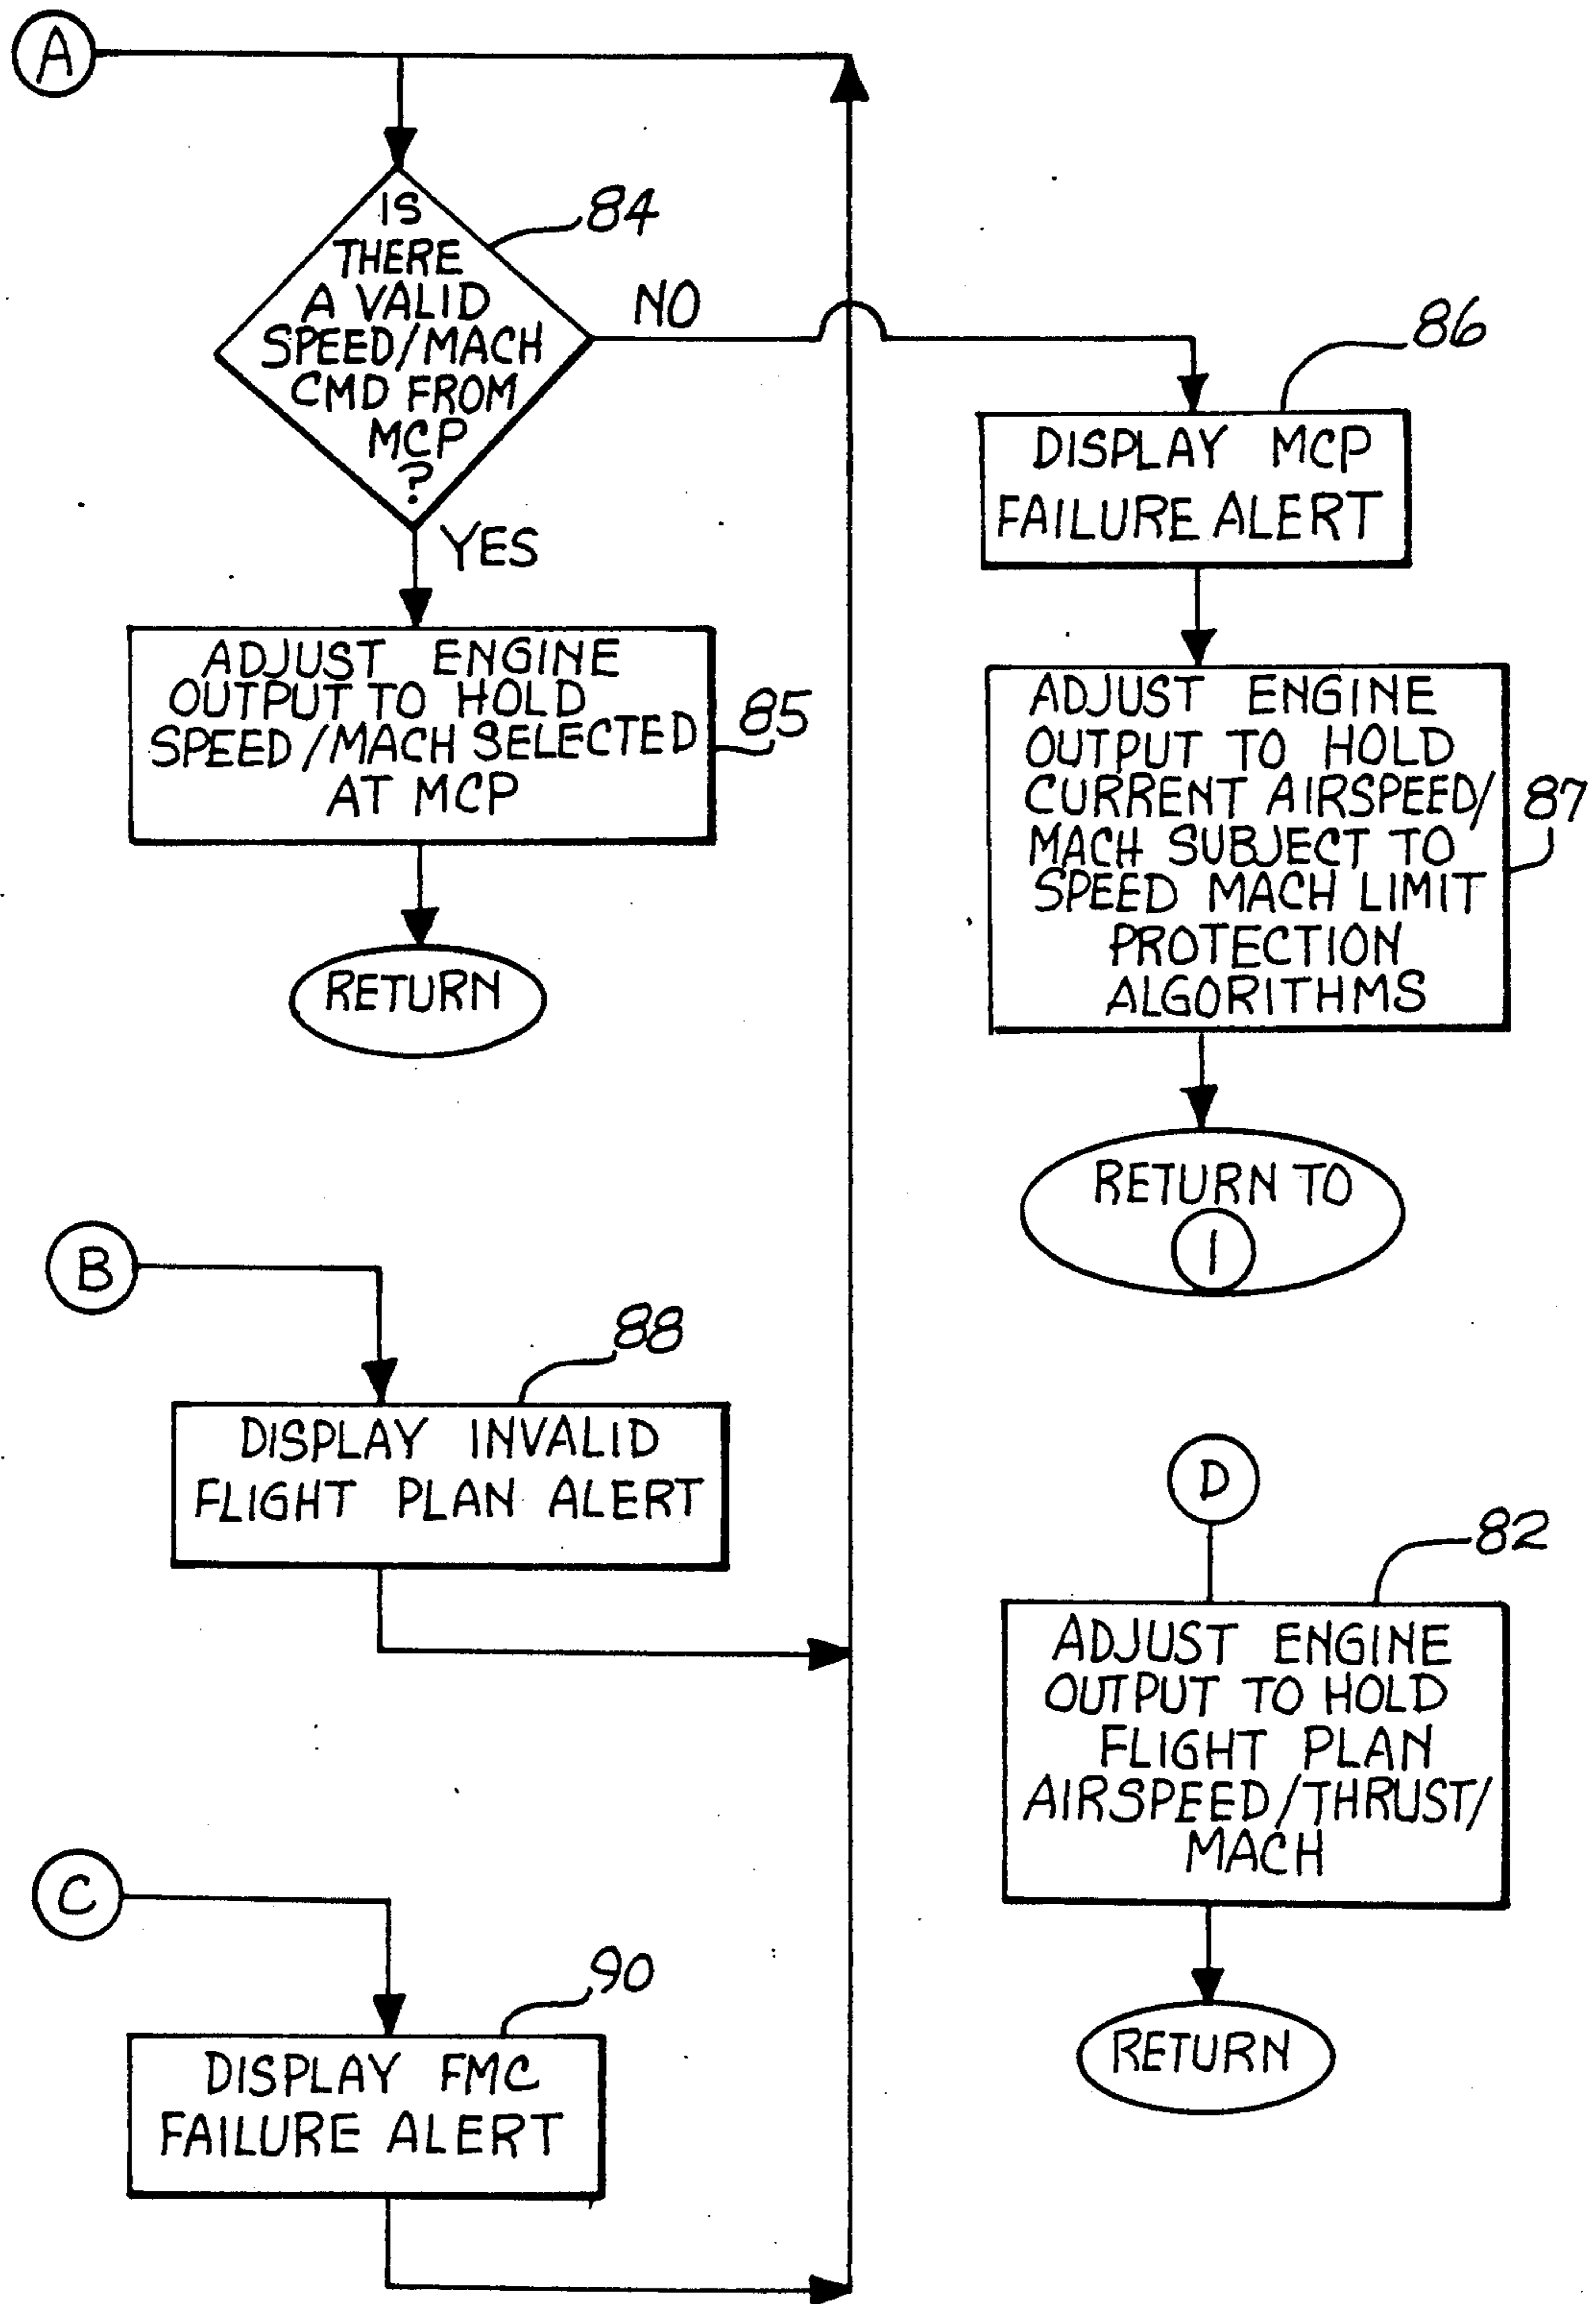 A
IS
THERE
A VALID
SPEED/MACH
CMD FROM
MCP
?
84
NO
YES
ADJUST ENGINE
OUTPUT TO HOLD
SPEED/MACH SELECTED
AT MCP
85
RETURN
86
DISPLAY MCP
FAILURE ALERT
ADJUST ENGINE
OUTPUT TO HOLD
CURRENT AIRSPEED/
MACH SUBJECT TO
SPEED MACH LIMIT
PROTECTION
ALGORITHMS
87
RETURN TO
1
B
88
DISPLAY INVALID
FLIGHT PLAN ALERT
C
90
DISPLAY FMC
FAILURE ALERT
D
82
ADJUST ENGINE
OUTPUT TO HOLD
FLIGHT PLAN
AIRSPEED/THRUST/
MACH
RETURN